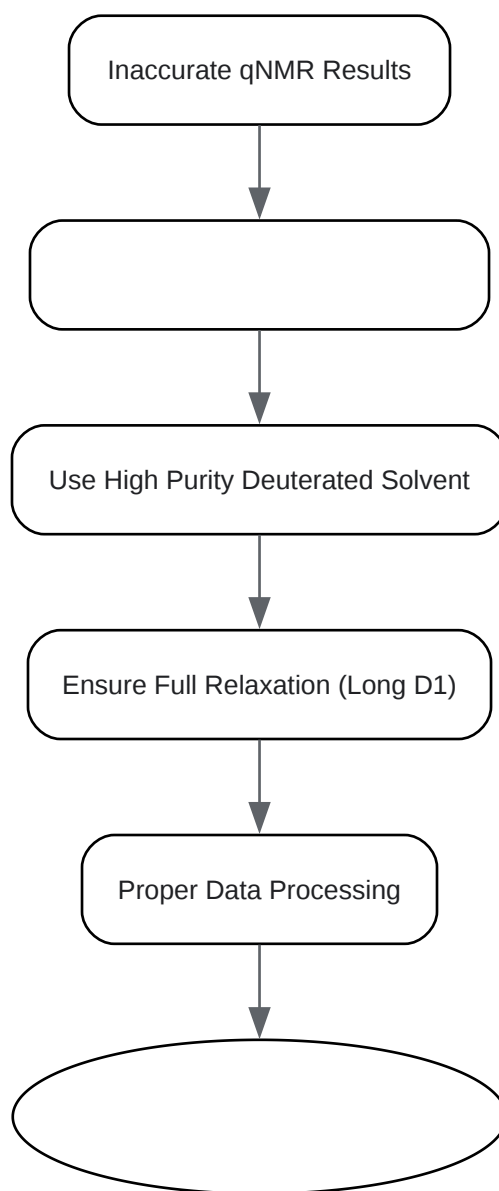 Inaccurate qNMR Results
Use High Purity Deuterated Solvent
Ensure Full Relaxation (Long D1)
Proper Data Processing